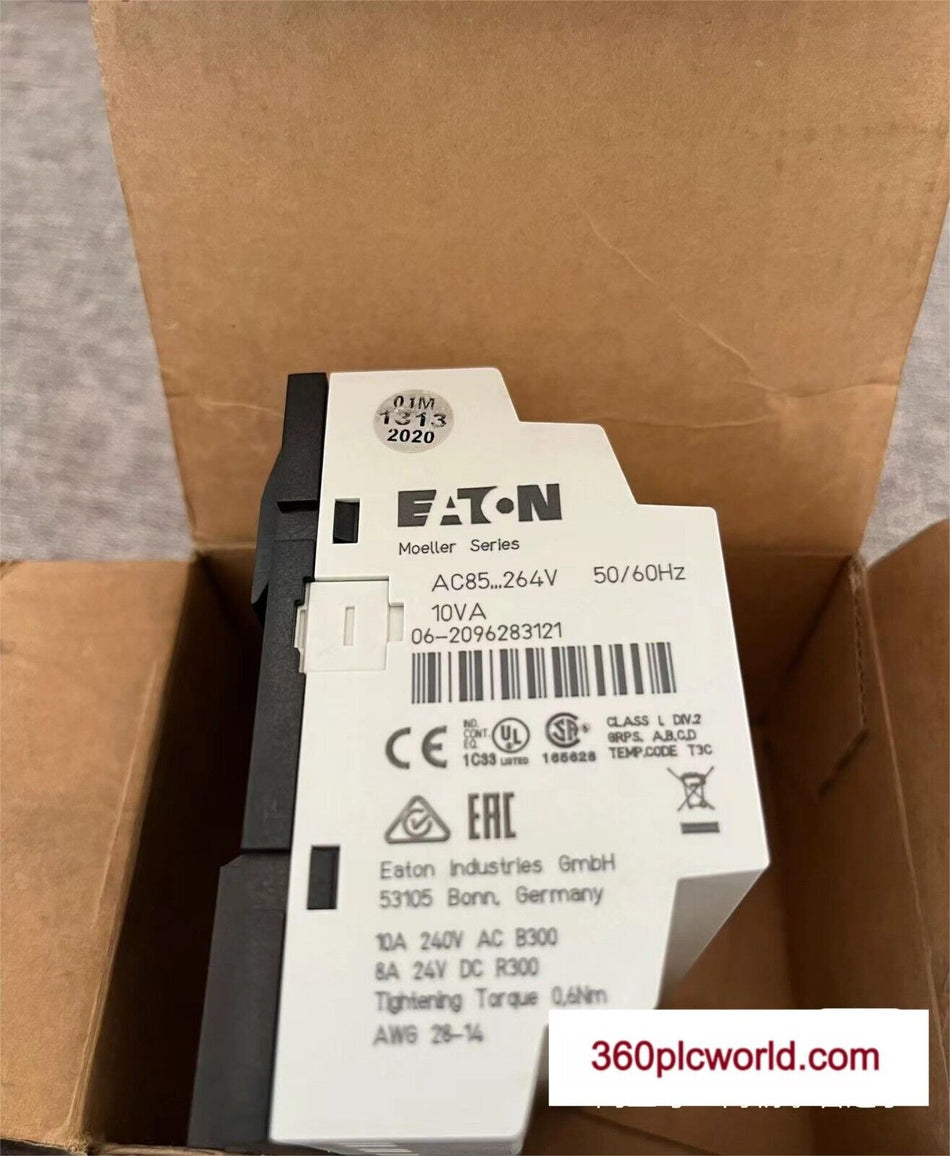 01M
1313
2020
EATON
Moeller Series
AC85...264V 50/60Hz
10VA
06-2096283121
CE
IND.
CONT.
EQ.
1C33
UL
LISTED
SA
165628
CLASS I, DIV.2
GRPS. A,B,C,D
TEMP.CODE T3C
EAC
Eaton Industries GmbH
53105 Bonn, Germany
10A 240V AC B300
8A 24V DC R300
Tightening Torque 0,6Nm
AWG 28-14
360plcworld.com